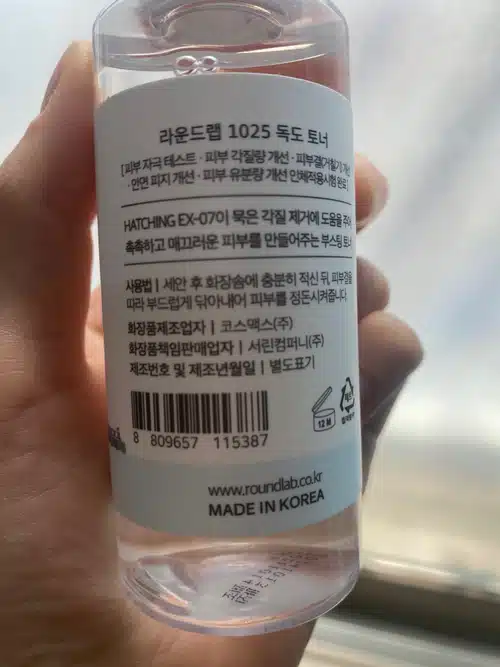 라운드랩 1025 독도 토너
[피부 자극 테스트 · 피부 각질량 개선 · 피부결(거칠기) 개선
· 안면 피지 개선 · 피부 유분량 개선 인체적용시험 완료]
HATCHING EX-07이 묵은 각질 제거에 도움을 주어
촉촉하고 매끄러운 피부를 만들어주는 부스팅 토너
사용법 | 세안 후 화장솜에 충분히 적신 뒤, 피부결을
따라 부드럽게 닦아내어 피부를 정돈시켜줍니다
화장품제조업자 | 코스맥스(주)
화장품책임판매업자 | 서린컴퍼니(주)
제조번호 및 제조년월일 | 별도표기
8 809657 115387
12 M
www.roundlab.co.kr
MADE IN KOREA